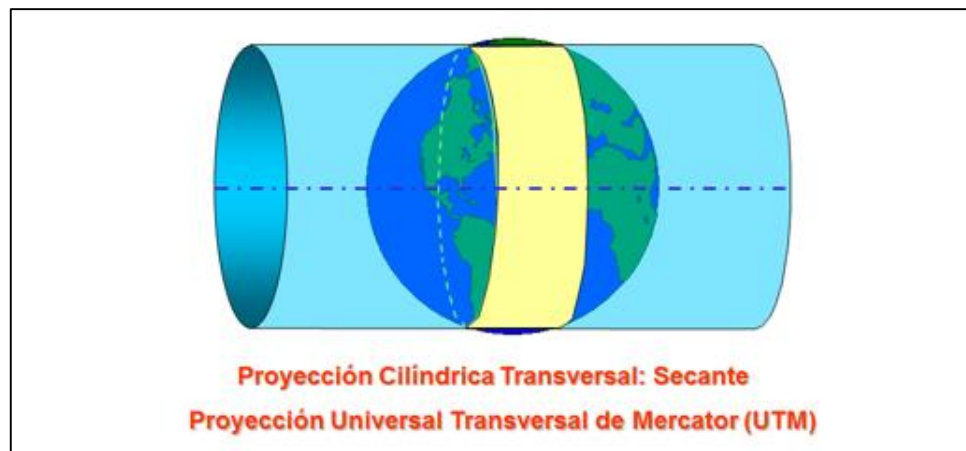 Proyección Cilíndrica Transversal: Secante
Proyección Universal Transversal de Mercator (UTM)